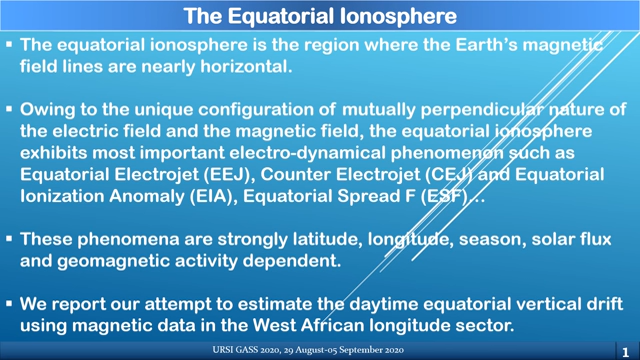 The Equatorial Ionosphere
▪ The equatorial ionosphere is the region where the Earth's magnetic
field lines are nearly horizontal.
▪ Owing to the unique configuration of mutually perpendicular nature of
the electric field and the magnetic field, the equatorial ionosphere
exhibits most important electro-dynamical phenomenon such as
Equatorial Electrojet (EEJ), Counter Electrojet (CEJ) and Equatorial
Ionization Anomaly (EIA), Equatorial Spread F (ESF)...
▪ These phenomena are strongly latitude, longitude, season, solar flux
and geomagnetic activity dependent.
▪ We report our attempt to estimate the daytime equatorial vertical drift
using magnetic data in the West African longitude sector.
URSI GASS 2020, 29 August-05 September 2020
1